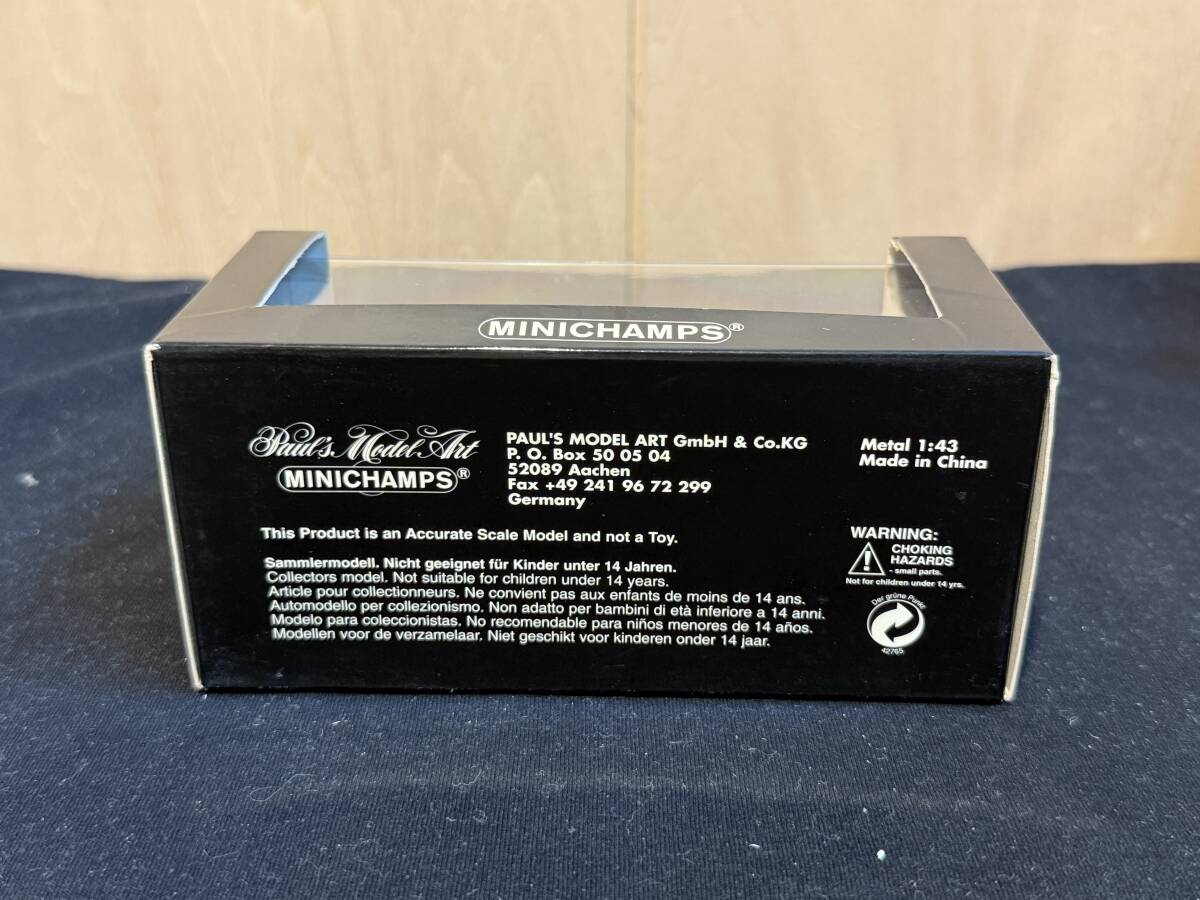 MINICHAMPS®
Paul's Model Art
MINICHAMPS®
PAUL'S MODEL ART GmbH & Co.KG
P. O. Box 50 05 04
52089 Aachen
Fax +49 241 96 72 299
Germany
Metal 1:43
Made in China
This Product is an Accurate Scale Model and not a Toy.
Sammlermodell. Nicht geeignet für Kinder unter 14 Jahren.
Collectors model. Not suitable for children under 14 years.
Article pour collectionneurs. Ne convient pas aux enfants de moins de 14 ans.
Automodello per collezionismo. Non adatto per bambini di età inferiore a 14 anni.
Modelo para coleccionistas. No recomendable para niños menores de 14 años.
Modellen voor de verzamelaar. Niet geschikt voor kinderen onder 14 jaar.
WARNING:
CHOKING
HAZARDS
- small parts.
Not for children under 14 yrs.
Der grüne Punkt
42765